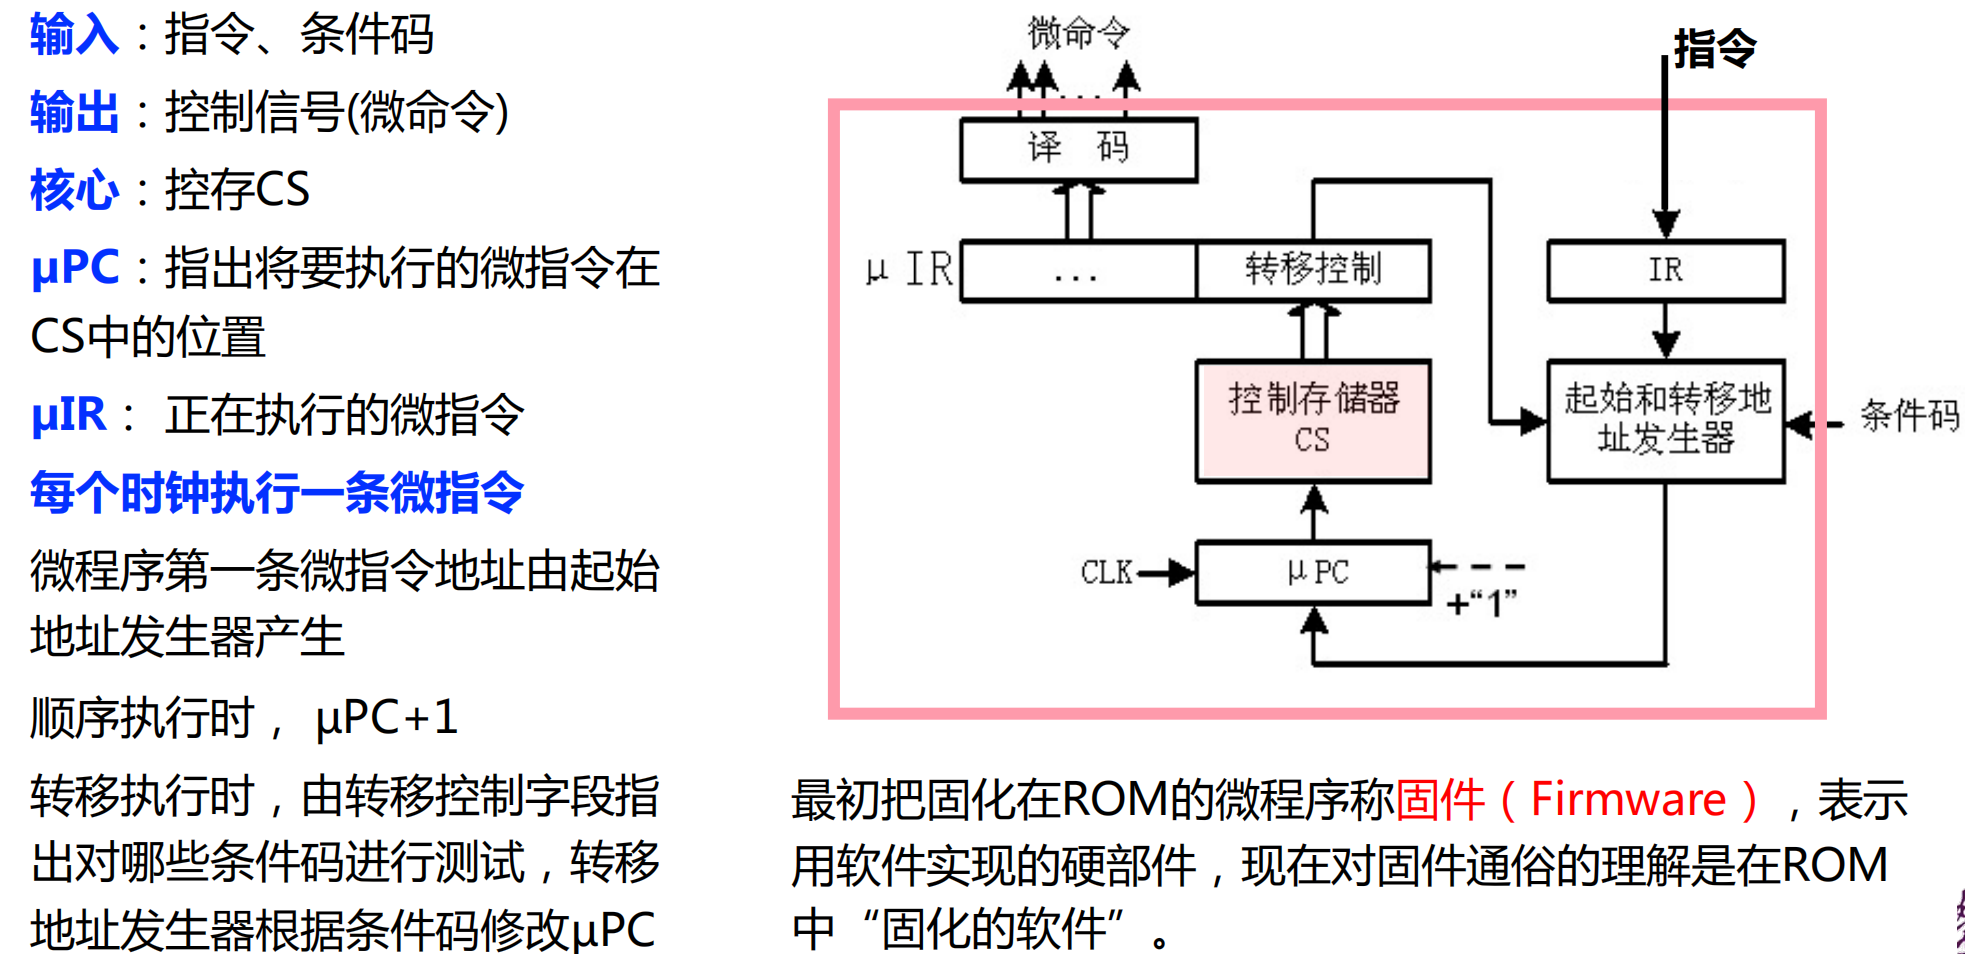 输入：指令、条件码
输出：控制信号(微命令)
核心：控存CS
μPC：指出将要执行的微指令在
CS中的位置
μIR： 正在执行的微指令
每个时钟执行一条微指令
微程序第一条微指令地址由起始
地址发生器产生
顺序执行时， μPC+1
转移执行时，由转移控制字段指
出对哪些条件码进行测试，转移
地址发生器根据条件码修改μPC
微命令
指令
...
译 码
μ IR
...
转移控制
IR
控制存储器
CS
起始和转移地
址发生器
条件码
CLK
μPC
+“1”
最初把固化在ROM的微程序称固件（Firmware），表示
用软件实现的硬部件，现在对固件通俗的理解是在ROM
中“固化的软件”。